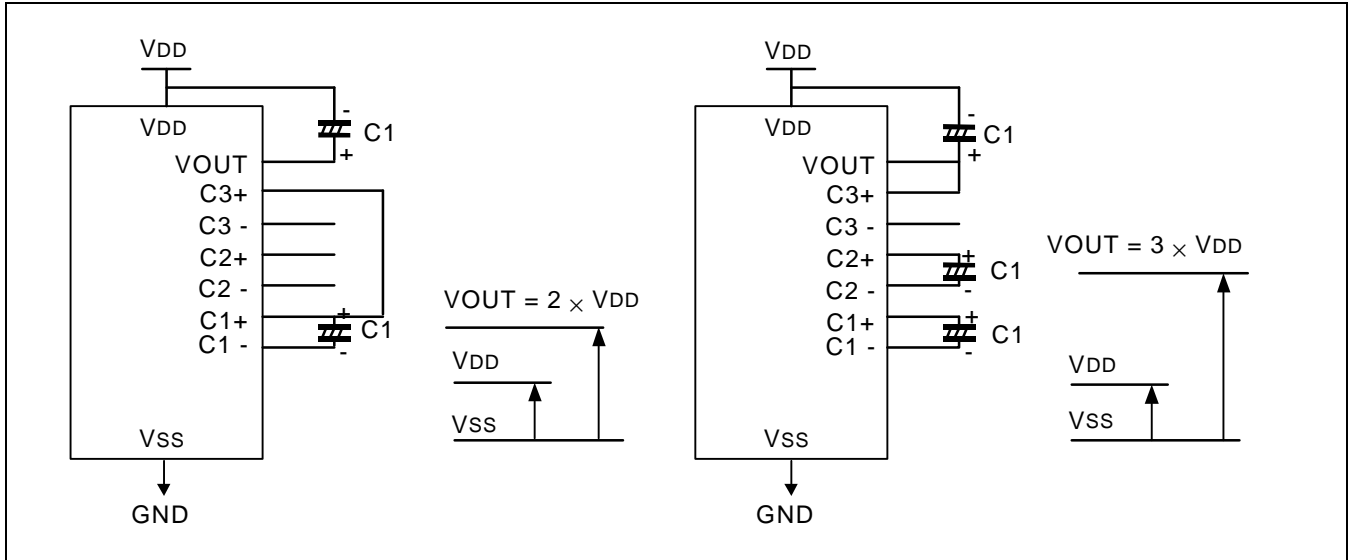 VDD
VDD
- C1
VOUT +
C3+
C3 -
C2+
C2 -
C1+ + C1
C1 - -
VSS
GND
VOUT = 2 × VDD
VDD
VSS
VDD
VDD
- C1
VOUT +
C3+
C3 -
C2+ + C1
C2 - -
C1+ + C1
C1 - -
VSS
GND
VOUT = 3 × VDD
VDD
VSS